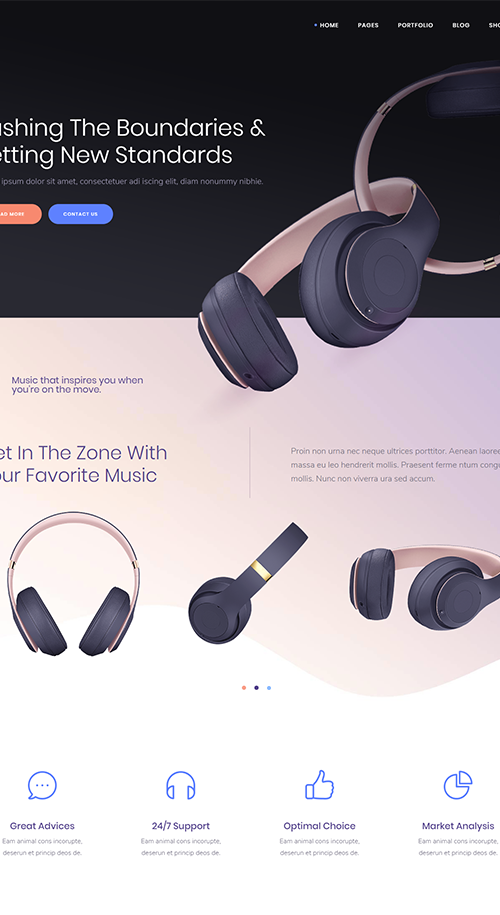 HOME PAGES PORTFOLIO BLOG SHO
shing The Boundaries &
etting New Standards
ipsum dolor sit amet, consectetuer adi iscing elit, diam nonummy nibhie.
AD MORE CONTACT US
Music that inspires you when
you're on the move.
et In The Zone With
our Favorite Music
Proin non urna nec neque ultrices porttitor. Aenean laoree
massa eu leo hendrerit mollis. Praesent ferme ntum congu
mollis. Nunc non viverra ura sed accum.
Great Advices
Eam animal cons incorupte,
deserun et princip deos de.
24/7 Support
Eam animal cons incorupte,
deserun et princip deos de.
Optimal Choice
Eam animal cons incorupte,
deserun et princip deos de.
Market Analysis
Eam animal cons incorupte,
deserun et princip deos de.